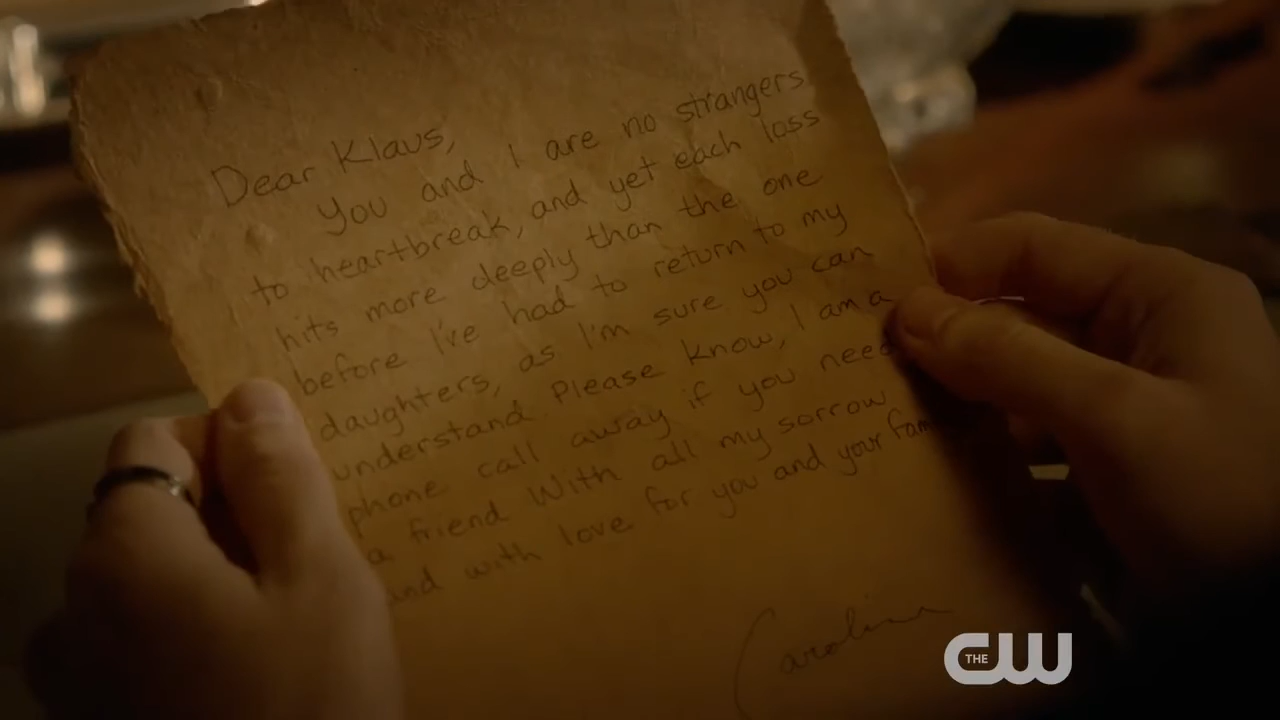 Dear Klaus,
You and I are no strangers
to heartbreak, and yet each loss
hits more deeply than the one
before I've had to return to my
daughters, as I'm sure you can
understand Please know, I am a
phone call away if you need
a friend With all my sorrow
and with love for you and your fam
Caroline
THE CW